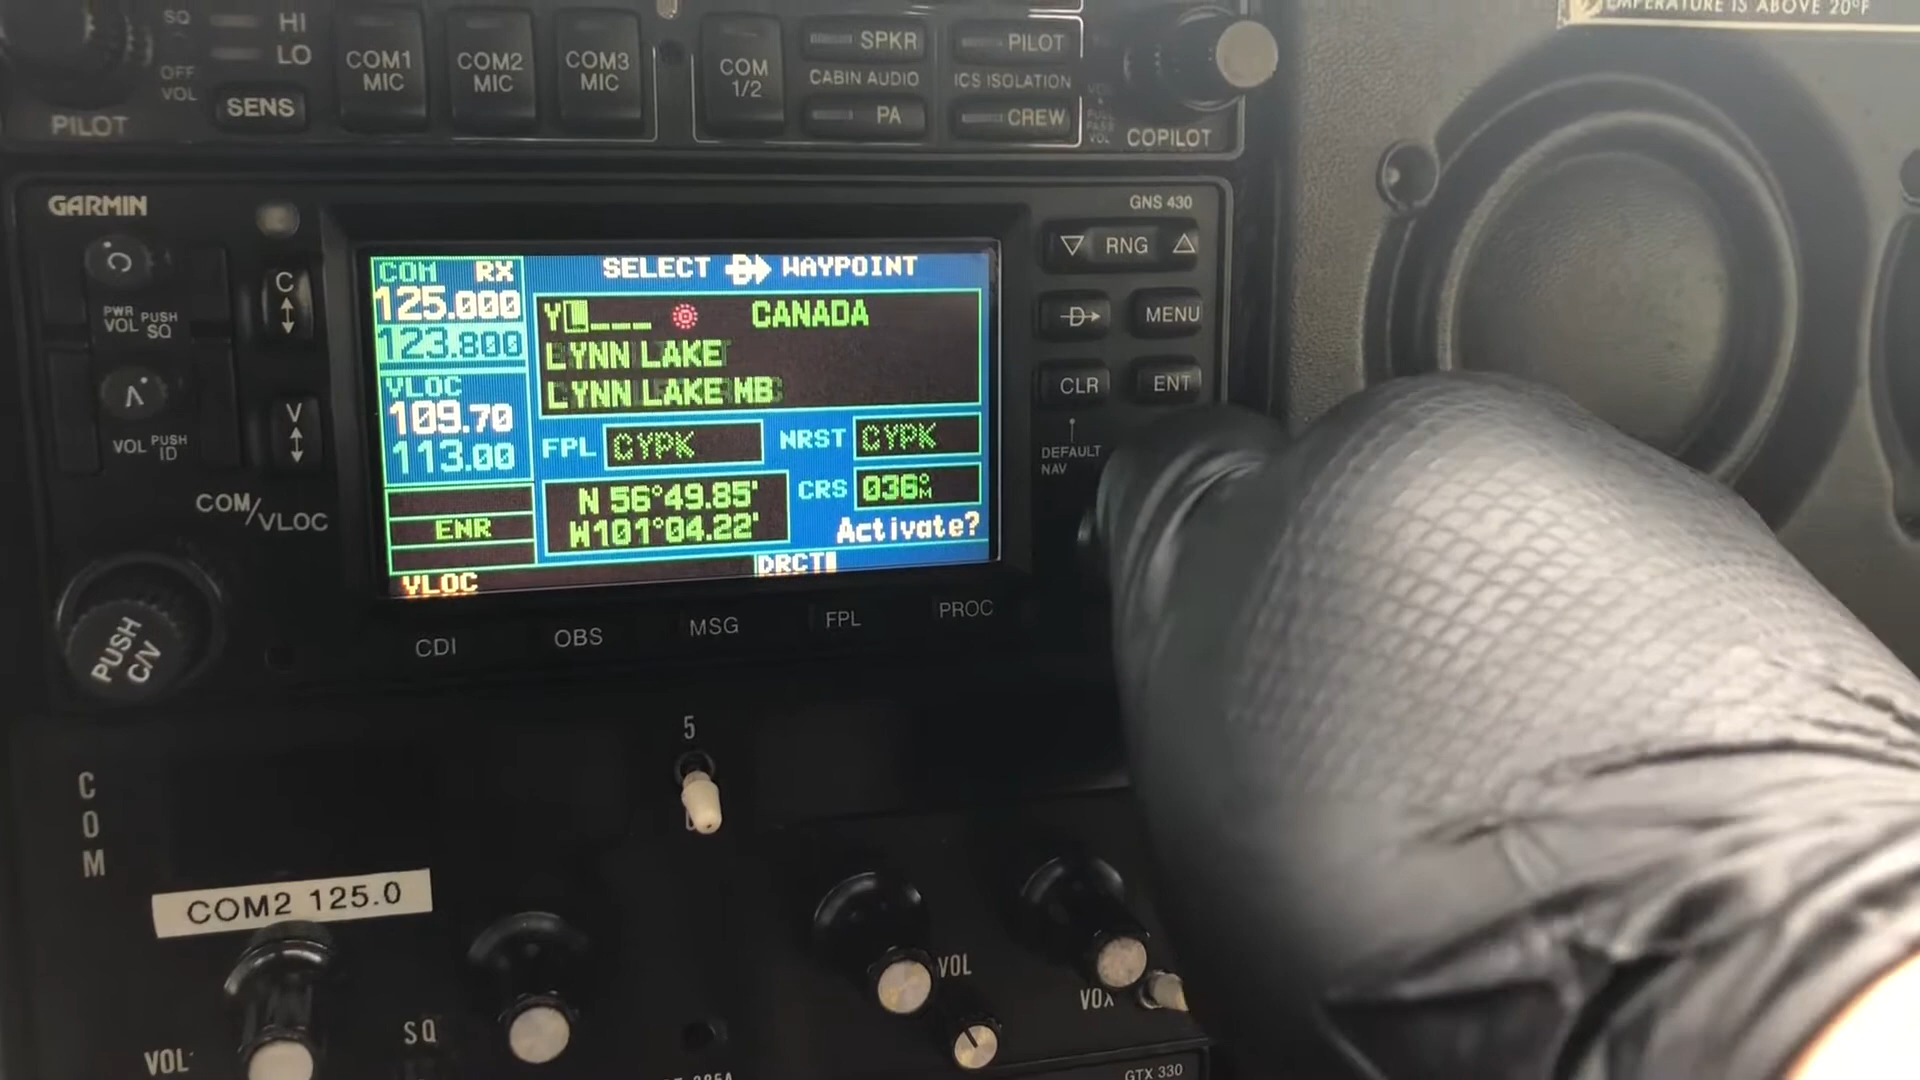 EMPERATURE IS ABOVE 20°F
SQ HI
LO
OFF
VOL
SENS
PILOT
COM1
MIC
COM2
MIC
COM3
MIC
COM
1/2
SPKR
CABIN AUDIO
PA
PILOT
ICS ISOLATION
CREW
COPILOT
GARMIN
GNS 430
C
PWR
VOL PUSH
SQ
V
VOL PUSH
ID
COM/VLOC
PUSH
C/V
COM RX
125.000
123.800
VLOC
109.70
113.00
ENR
VLOC
SELECT D WAYPOINT
YL___ CANADA
LYNN LAKE
LYNN LAKE MB
FPL CYPK NRST CYPK
N 56°49.85'
W101°04.22'
CRS 036°M
Activate?
DRCT
RNG
D MENU
CLR ENT
DEFAULT
NAV
CDI OBS MSG FPL PROC
5
COM
COM2 125.0
VOL
SQ
VOL
VOX
GTX 330